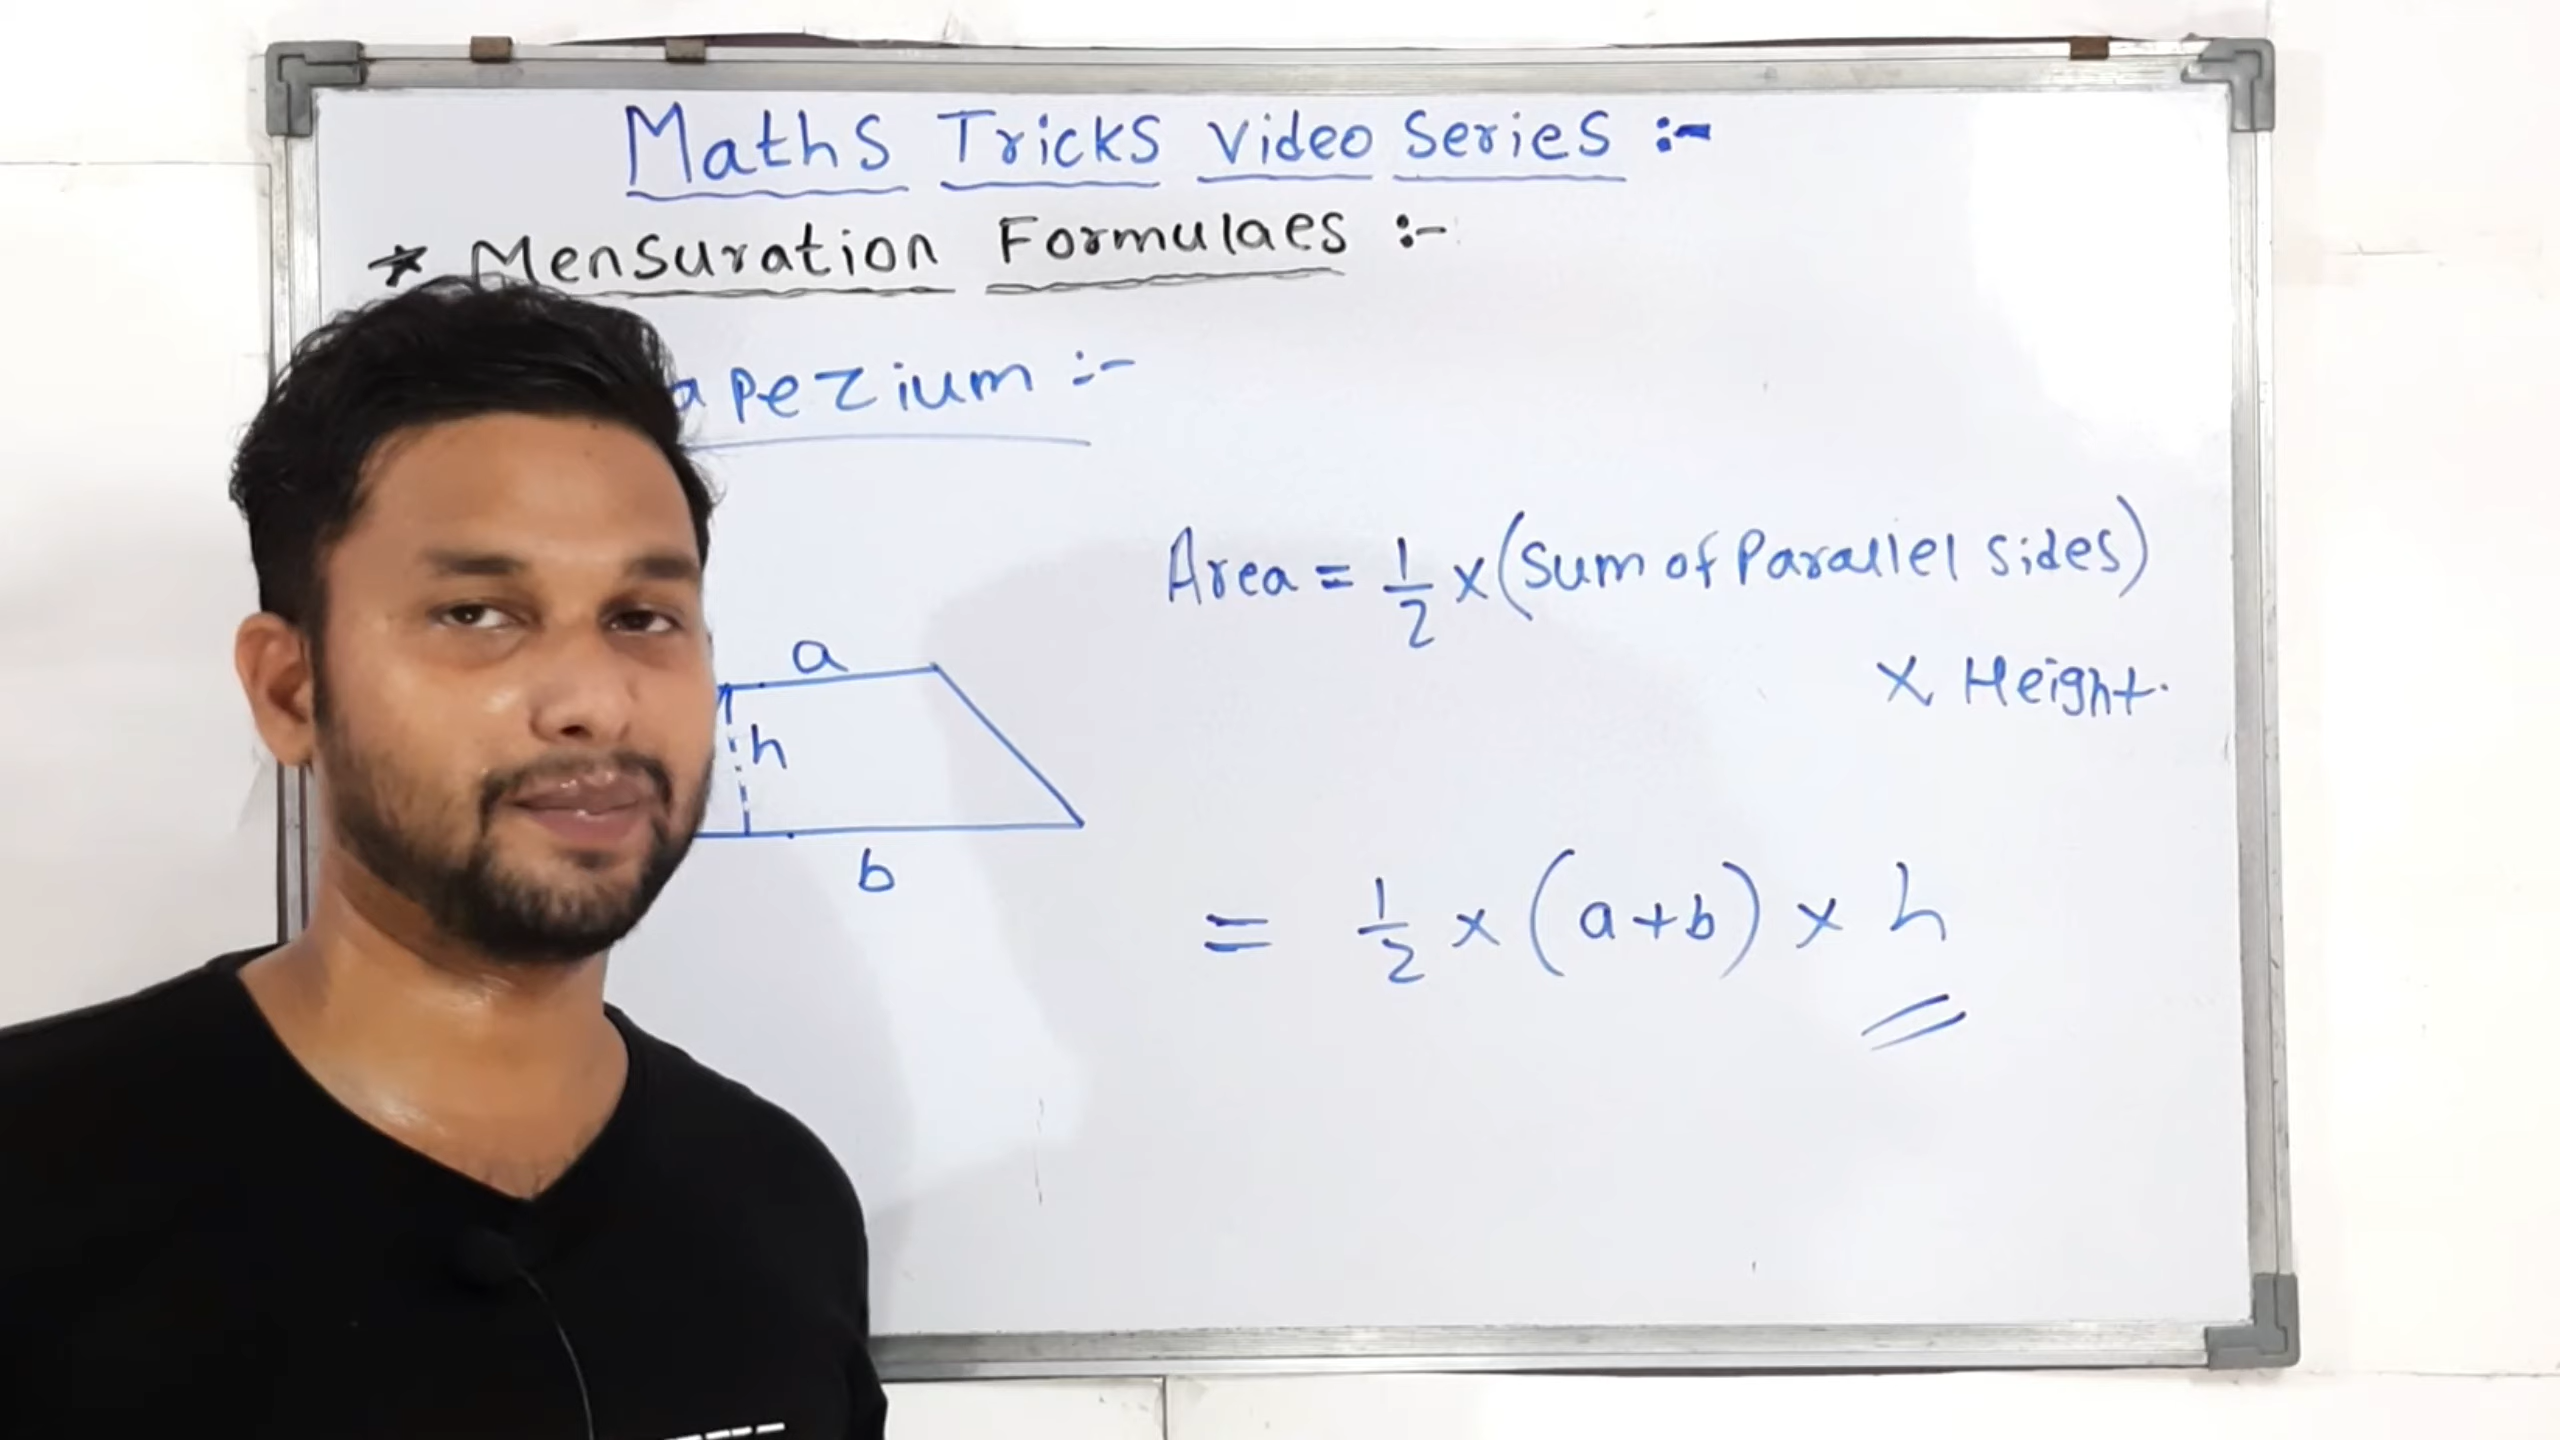 Maths Tricks Video Series :-
* Mensuration Formulaes :-
apezium :-
Area = 1/2 × (Sum of Parallel Sides)
× Height.
a
h
b
= 1/2 × (a+b) × h